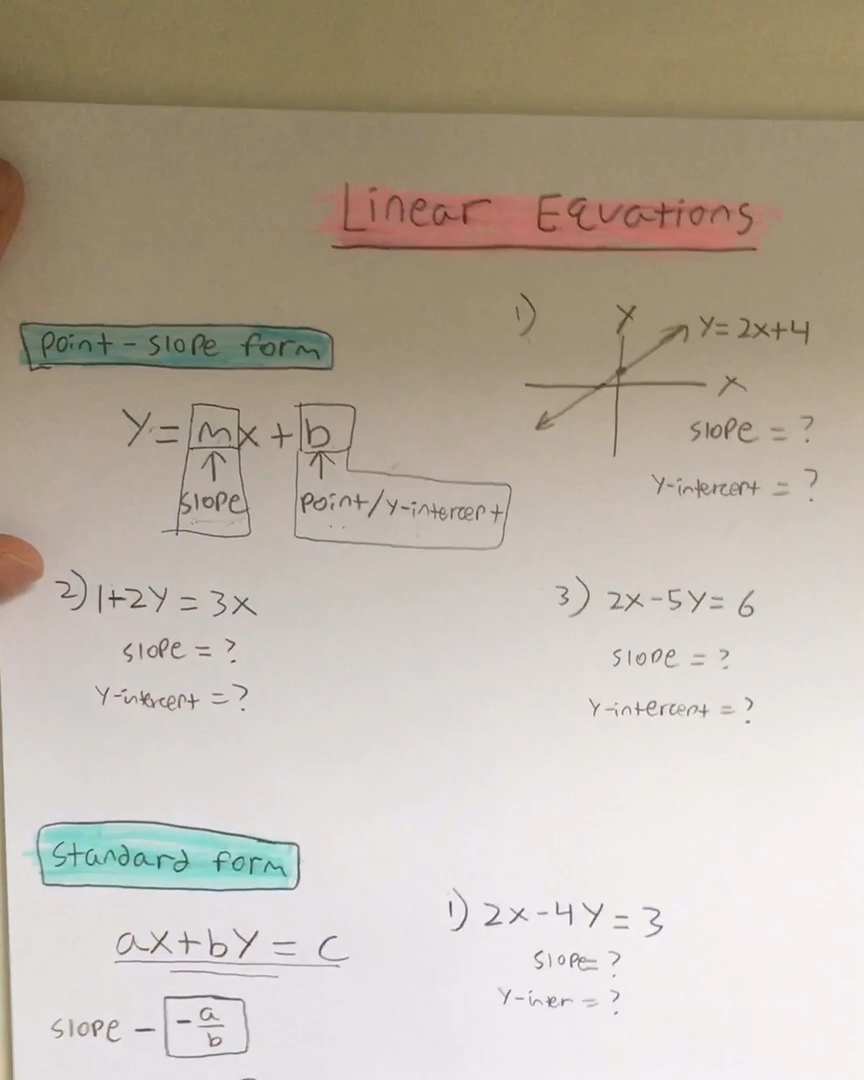 Linear Equations
Point-slope form
y = mx + b
slope
point/y-intercept
1)
y
y=2x+4
x
slope = ?
y-intercept = ?
2) 1+2y = 3x
slope = ?
y-intercept = ?
3) 2x-5y= 6
slope = ?
y-intercept = ?
Standard form
ax+by = c
slope - -a/b
1) 2x-4y = 3
slope= ?
y-iner = ?